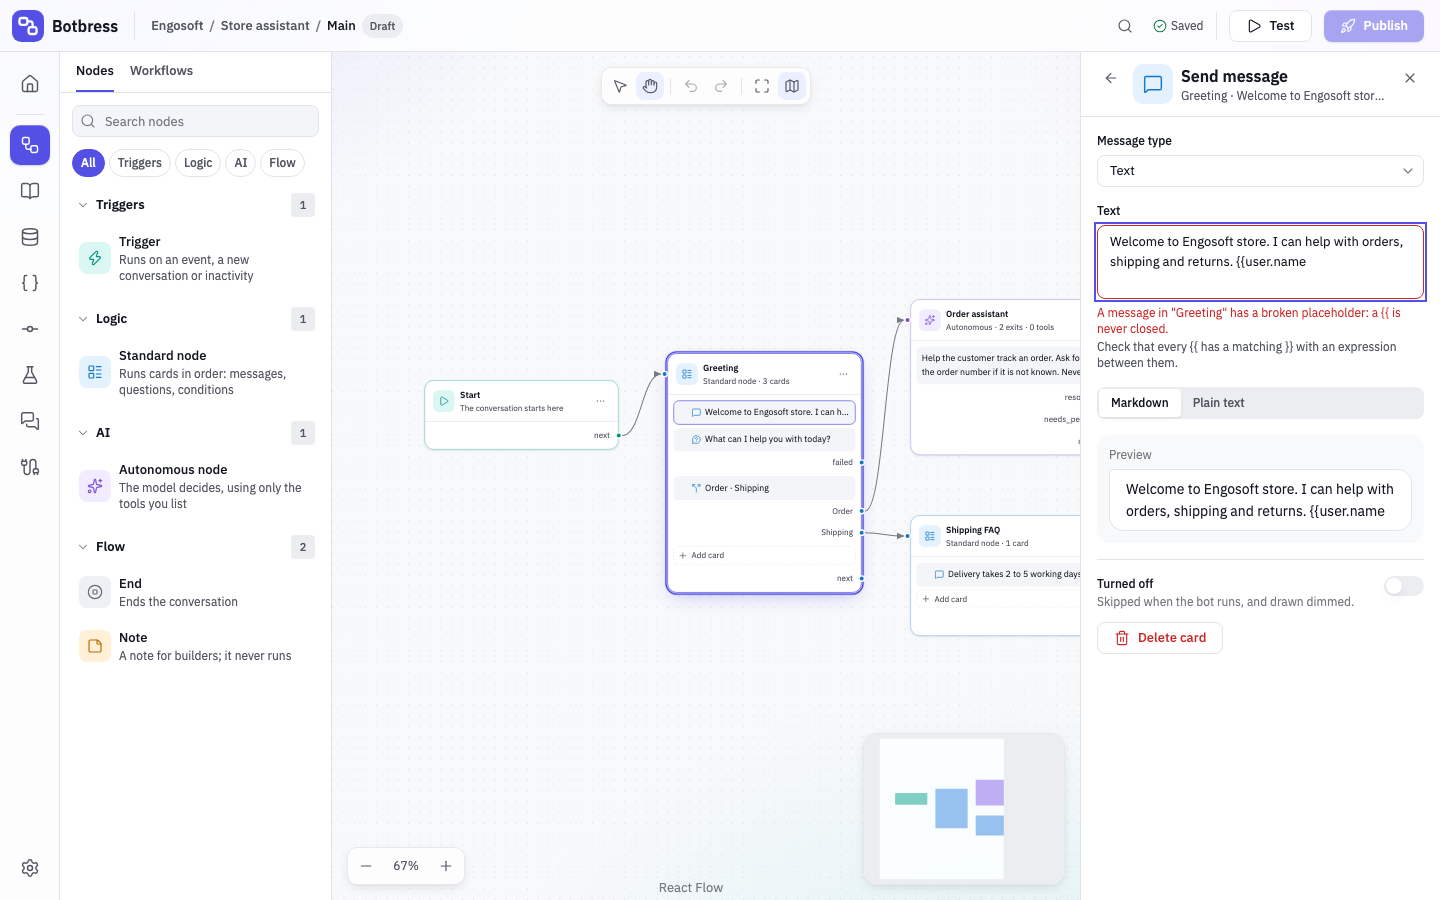 Botbress
Engosoft / Store assistant / Main Draft
Saved
Test
Publish
Nodes
Workflows
Search nodes
All
Triggers
Logic
AI
Flow
Triggers 1
Trigger
Runs on an event, a new
conversation or inactivity
Logic 1
Standard node
Runs cards in order: messages,
questions, conditions
AI 1
Autonomous node
The model decides, using only the
tools you list
Flow 2
End
Ends the conversation
Note
A note for builders; it never runs
Start
The conversation starts here
next
Greeting
Standard node · 3 cards
Welcome to Engosoft store. I can h...
What can I help you with today?
failed
Order · Shipping
Order
Shipping
+ Add card
next
Order assistant
Autonomous · 2 exits · 0 tools
Help the customer track an order. Ask fo
the order number if it is not known. Neve
reso
needs_pe
Shipping FAQ
Standard node · 1 card
Delivery takes 2 to 5 working days
+ Add card
67%
React Flow
Send message
Greeting · Welcome to Engosoft stor...
Message type
Text
Text
Welcome to Engosoft store. I can help with orders,
shipping and returns. {{user.name
A message in "Greeting" has a broken placeholder: a {{ is
never closed.
Check that every {{ has a matching }} with an expression
between them.
Markdown
Plain text
Preview
Welcome to Engosoft store. I can help with
orders, shipping and returns. {{user.name
Turned off
Skipped when the bot runs, and drawn dimmed.
Delete card